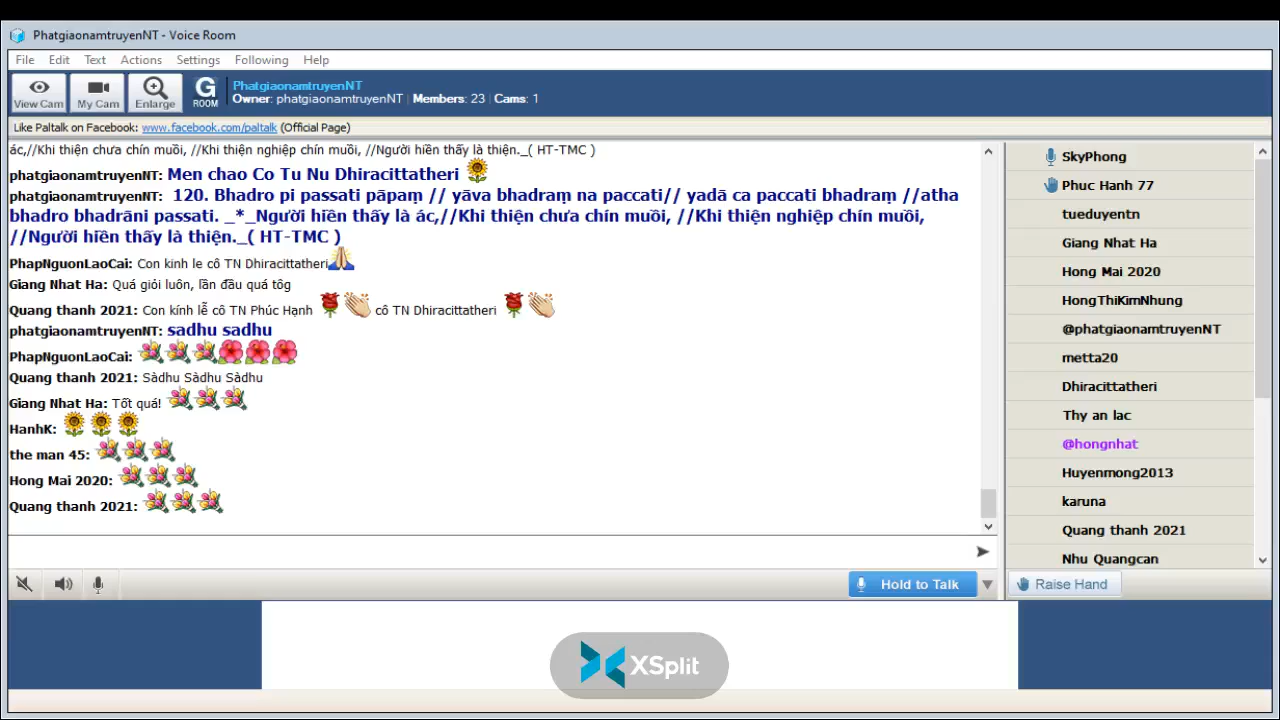 PhatgiaonamtruyenNT - Voice Room
File Edit Text Actions Settings Following Help
View Cam My Cam Enlarge G ROOM
PhatgiaonamtruyenNT
Owner: phatgiaonamtruyenNT | Members: 23 | Cams: 1
Like Paltalk on Facebook: www.facebook.com/paltalk (Official Page)
ác,//Khi thiện chưa chín muồi, //Khi thiện nghiệp chín muồi, //Người hiền thấy là thiện._( HT-TMC )
phatgiaonamtruyenNT: Men chao Co Tu Nu Dhiracittatheri
phatgiaonamtruyenNT: 120. Bhadro pi passati pāpaṃ // yāva bhadraṃ na paccati// yadā ca paccati bhadraṃ //atha
bhadro bhadrāni passati. _*_Người hiền thấy là ác,//Khi thiện chưa chín muồi, //Khi thiện nghiệp chín muồi,
//Người hiền thấy là thiện._( HT-TMC )
PhapNguonLaoCai: Con kinh le cô TN Dhiracittatheri
Giang Nhat Ha: Quá giỏi luôn, lần đầu quá tôg
Quang thanh 2021: Con kính lễ cô TN Phúc Hạnh cô TN Dhiracittatheri
phatgiaonamtruyenNT: sadhu sadhu
PhapNguonLaoCai:
Quang thanh 2021: Sàdhu Sàdhu Sàdhu
Giang Nhat Ha: Tốt quá!
HanhK:
the man 45:
Hong Mai 2020:
Quang thanh 2021:
SkyPhong
Phuc Hanh 77
tueduyentn
Giang Nhat Ha
Hong Mai 2020
HongThiKimNhung
@phatgiaonamtruyenNT
metta20
Dhiracittatheri
Thy an lac
@hongnhat
Huyenmong2013
karuna
Quang thanh 2021
Nhu Quangcan
Hold to Talk
Raise Hand
XSplit